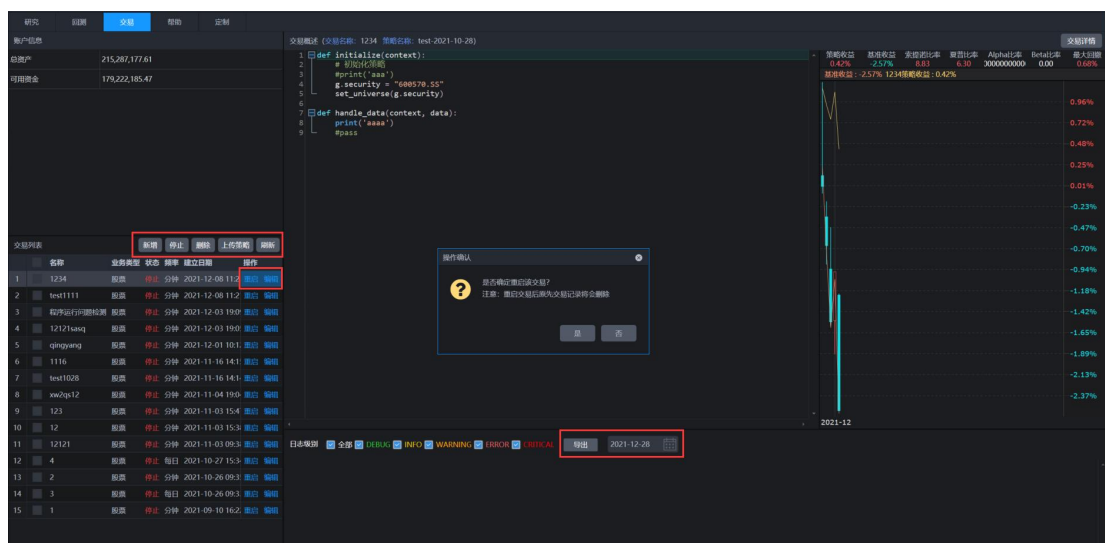 研究 回测 交易 帮助 定制
账户信息
总资产 215,287,177.61
可用资金 179,222,185.47
交易概述 (交易名称: 1234 策略名称: test-2021-10-28) 交易详情
1 def initialize(context):
2 # 初始化策略
3 #print('aaa')
4 g.security = "600570.SS"
5 set_universe(g.security)
6
7 def handle_data(context, data):
8 print('aaaa')
9 #pass
策略收益 基准收益 索提诺比率 夏普比率 Alpha比率 Beta比率 最大回撤
0.42% -2.57% 8.83 6.30 0.00 0.68%
基准收益 : -2.57% 1234策略收益 : 0.42%
0.96%
0.72%
0.48%
0.25%
0.01%
-0.23%
-0.47%
-0.70%
-0.94%
-1.18%
-1.42%
-1.65%
-1.89%
-2.13%
-2.37%
2021-12
交易列表 新增 停止 删除 上传策略 刷新
名称 业务类型 状态 频率 建立日期 操作
1 1234 股票 停止 分钟 2021-12-08 11:2 重启 编辑
2 test1111 股票 停止 分钟 2021-12-08 11:2 重启 编辑
3 程序运行问题检测 股票 停止 分钟 2021-12-03 19:0 重启 编辑
4 12121sasq 股票 停止 分钟 2021-12-03 19:0 重启 编辑
5 qingyang 股票 停止 分钟 2021-12-01 10:1 重启 编辑
6 1116 股票 停止 分钟 2021-11-16 14:1 重启 编辑
7 test1028 股票 停止 分钟 2021-11-16 14:1 重启 编辑
8 xw2qs12 股票 停止 分钟 2021-11-04 19:0 重启 编辑
9 123 股票 停止 分钟 2021-11-03 15:4 重启 编辑
10 12 股票 停止 分钟 2021-11-03 15:3 重启 编辑
11 12121 股票 停止 分钟 2021-11-03 09:3 重启 编辑
12 4 股票 停止 每日 2021-10-27 15:3 重启 编辑
13 2 股票 停止 分钟 2021-10-26 09:3 重启 编辑
14 3 股票 停止 每日 2021-10-26 09:3 重启 编辑
15 1 股票 停止 分钟 2021-09-10 16:2 重启 编辑
操作确认
是否确定重启该交易?
注意: 重启交易后原先交易记录将会删除
是 否
日志级别 全部 DEBUG INFO WARNING ERROR CRITICAL 导出 2021-12-28